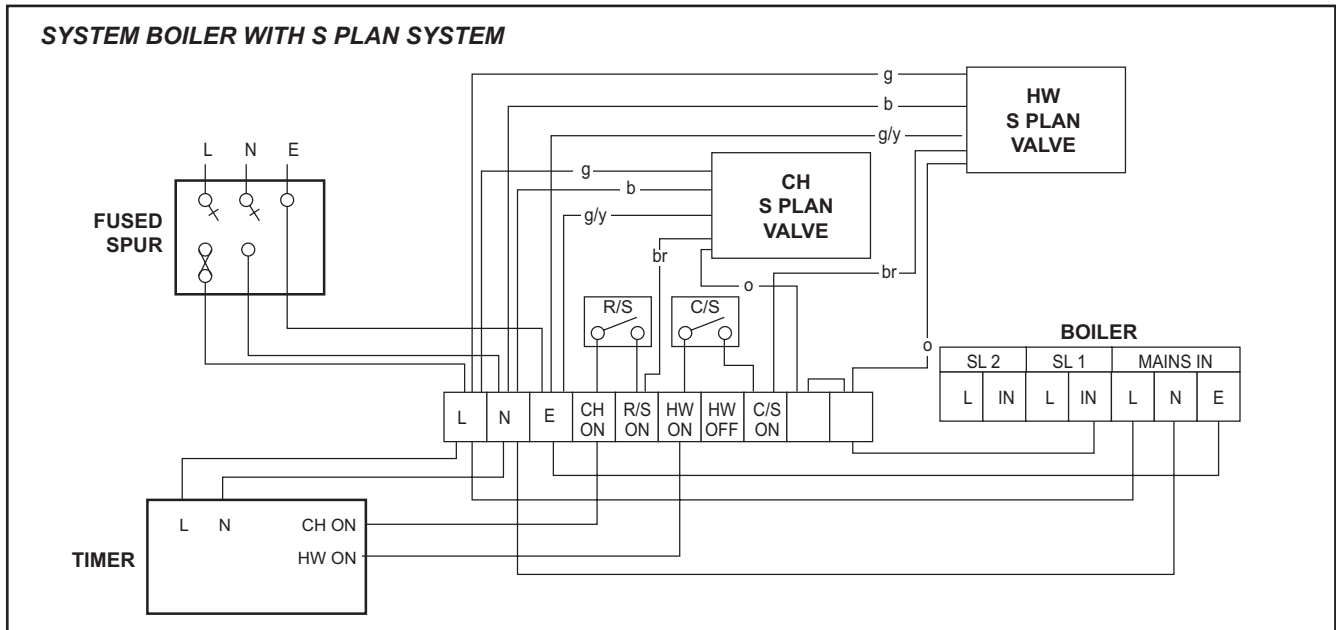 SYSTEM BOILER WITH S PLAN SYSTEM
g
b
g/y
HW
S PLAN
VALVE
L N E
FUSED
SPUR
g
b
g/y
br
o
CH
S PLAN
VALVE
br
o
R/S
C/S
BOILER
SL 2 SL 1 MAINS IN
L IN L IN L N E
L N E CH ON R/S ON HW ON HW OFF C/S ON
TIMER
L N CH ON
HW ON